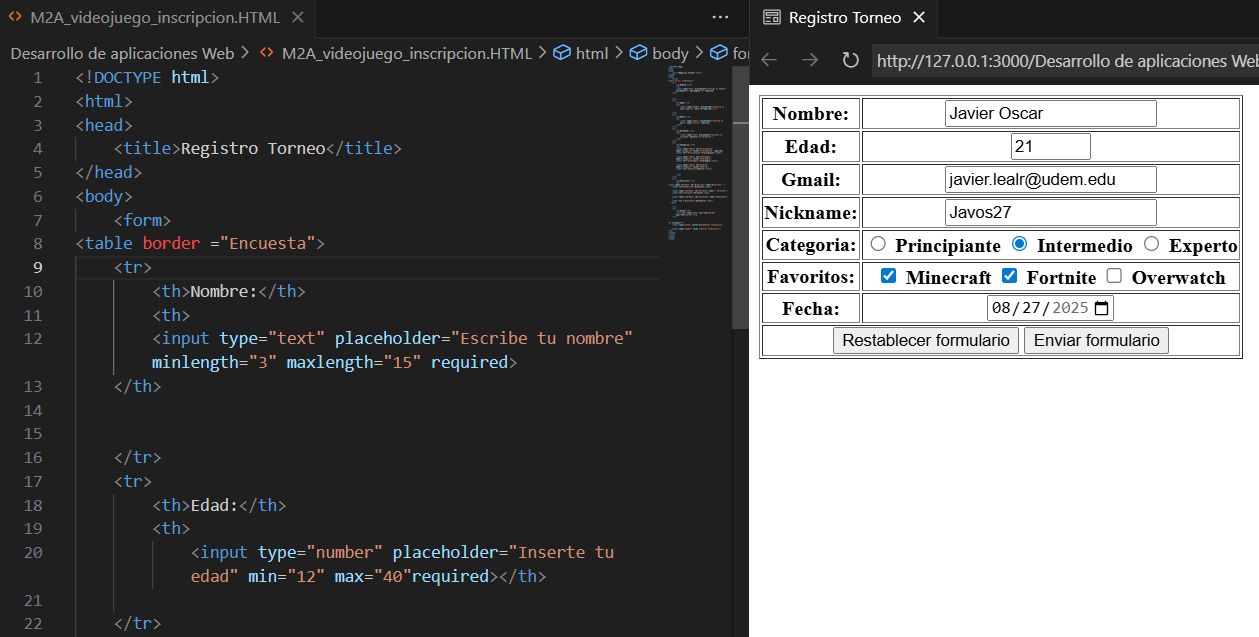 M2A_videojuego_inscripcion.HTML
Desarrollo de aplicaciones Web > M2A_videojuego_inscripcion.HTML > html > body > for
1 <!DOCTYPE html>
2 <html>
3 <head>
4 <title>Registro Torneo</title>
5 </head>
6 <body>
7 <form>
8 <table border ="Encuesta">
9 <tr>
10 <th>Nombre:</th>
11 <th>
12 <input type="text" placeholder="Escribe tu nombre"
minlength="3" maxlength="15" required>
13 </th>
14
15
16 </tr>
17 <tr>
18 <th>Edad:</th>
19 <th>
20 <input type="number" placeholder="Inserte tu
edad" min="12" max="40"required></th>
21
22 </tr>
Registro Torneo
http://127.0.0.1:3000/Desarrollo de aplicaciones Web
Nombre: Javier Oscar
Edad: 21
Gmail: javier.lealr@udem.edu
Nickname: Javos27
Categoria: Principiante Intermedio Experto
Favoritos: Minecraft Fortnite Overwatch
Fecha: 08/27/2025
Restablecer formulario Enviar formulario